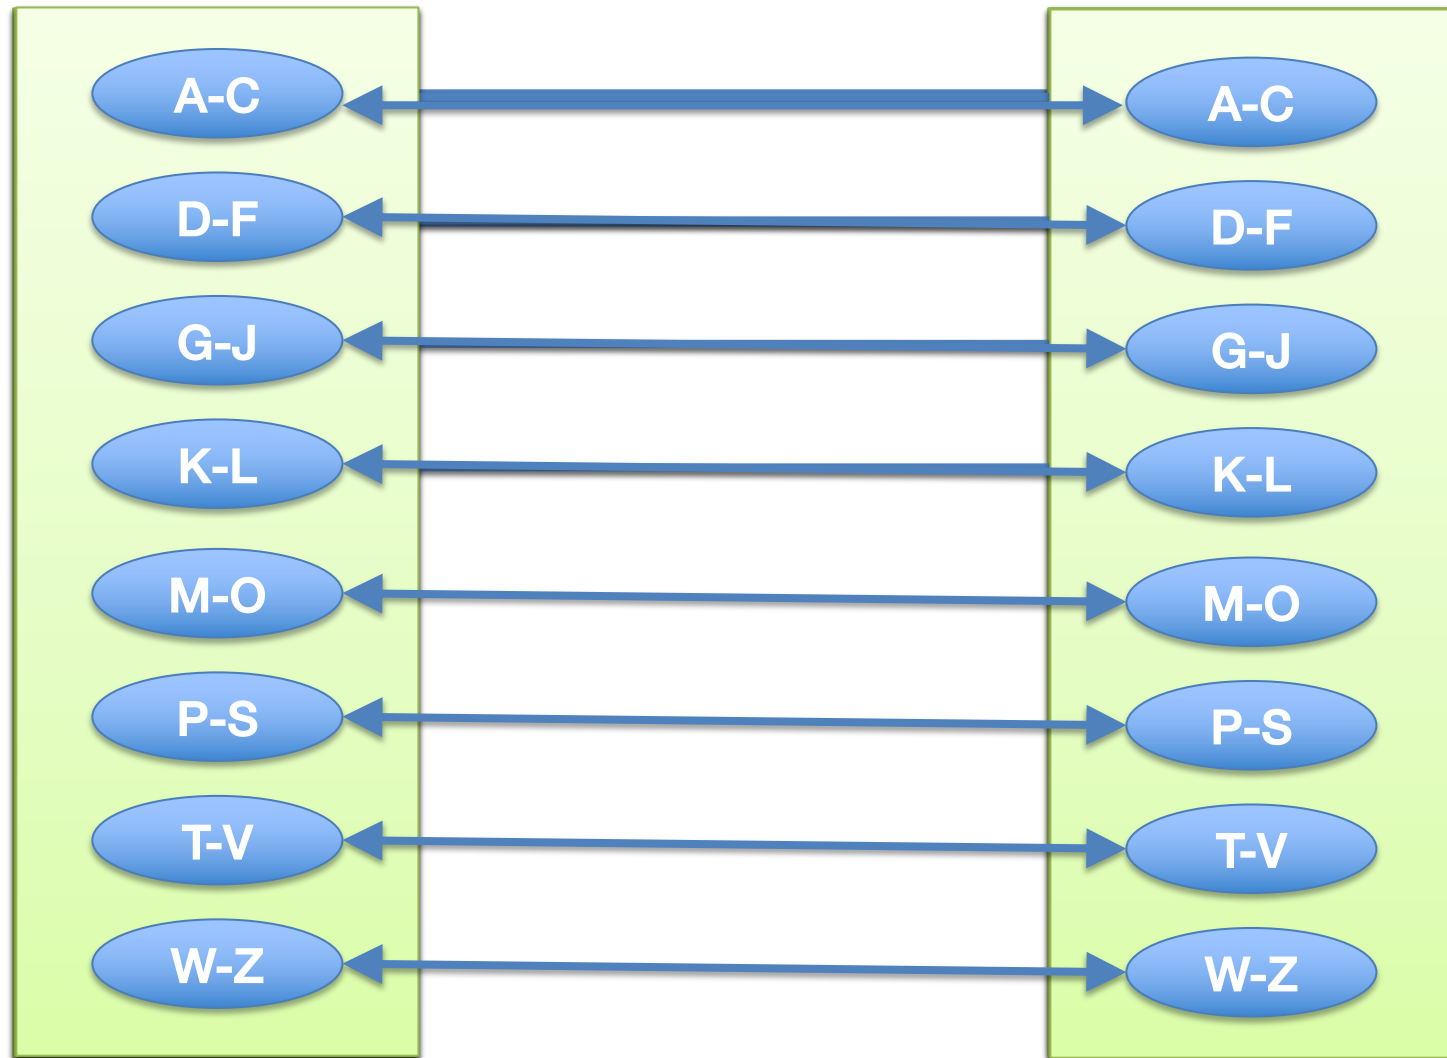 A-C
A-C
D-F
D-F
G-J
G-J
K-L
K-L
M-O
M-O
P-S
P-S
T-V
T-V
W-Z
W-Z